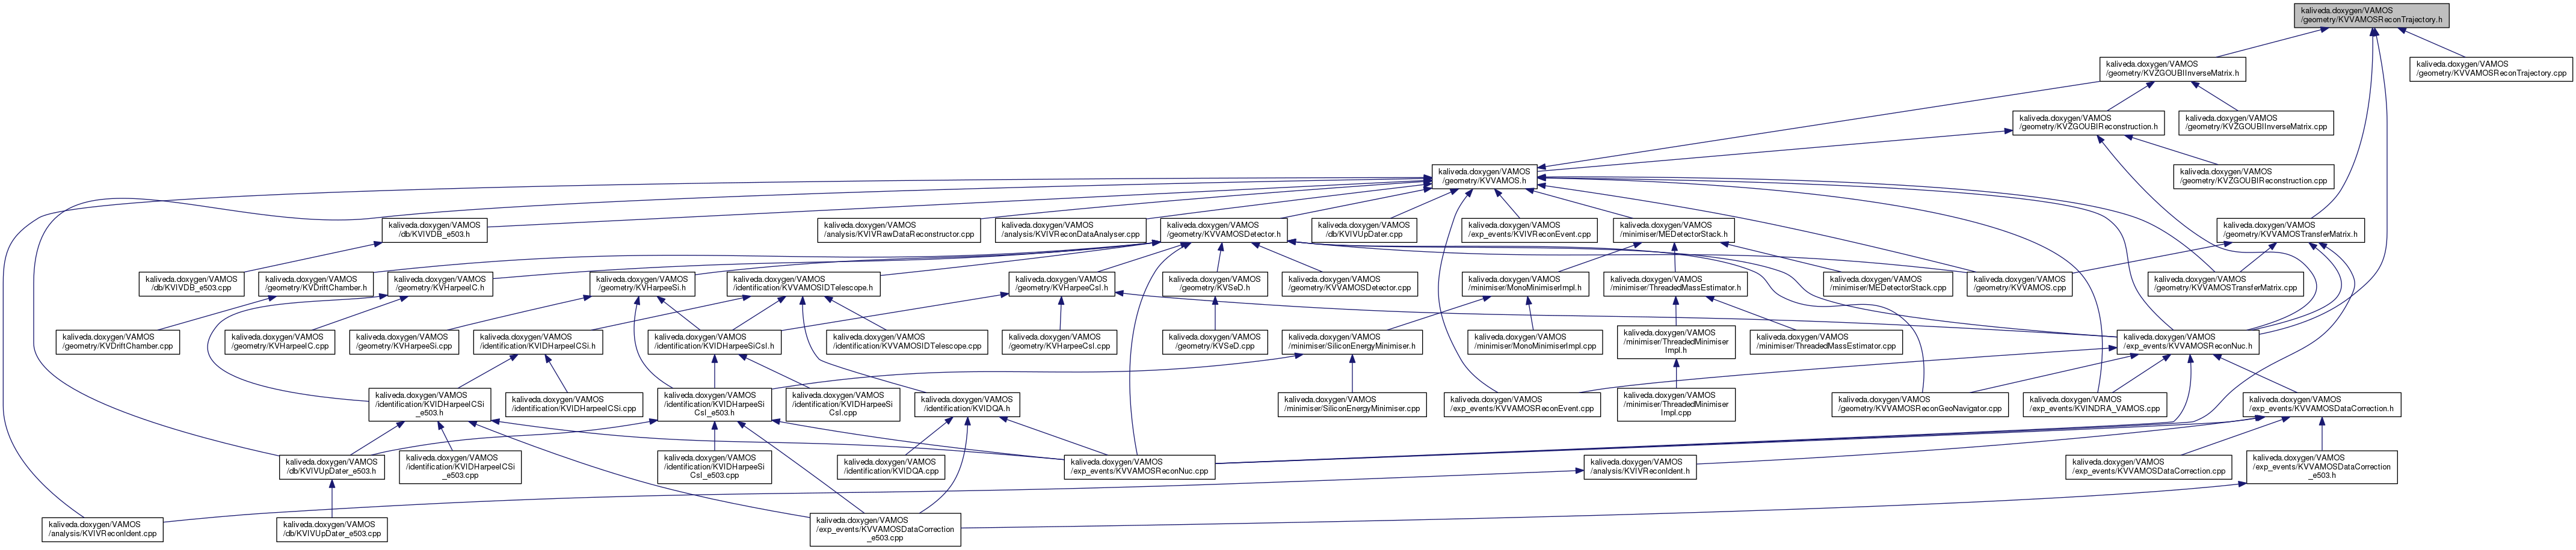 kaliveda.doxygen/VAMOS
/geometry/KVVAMOSReconTrajectory.h
kaliveda.doxygen/VAMOS
/geometry/KVZGOUBIInverseMatrix.h
kaliveda.doxygen/VAMOS
/geometry/KVVAMOSReconTrajectory.cpp
kaliveda.doxygen/VAMOS
/geometry/KVZGOUBIReconstruction.h
kaliveda.doxygen/VAMOS
/geometry/KVZGOUBIInverseMatrix.cpp
kaliveda.doxygen/VAMOS
/geometry/KVVAMOS.h
kaliveda.doxygen/VAMOS
/geometry/KVZGOUBIReconstruction.cpp
kaliveda.doxygen/VAMOS
/db/KVIVDB_e503.h
kaliveda.doxygen/VAMOS
/analysis/KVIVRawDataReconstructor.cpp
kaliveda.doxygen/VAMOS
/analysis/KVIVReconDataAnalyser.cpp
kaliveda.doxygen/VAMOS
/geometry/KVVAMOSDetector.h
kaliveda.doxygen/VAMOS
/db/KVIVUpDater.cpp
kaliveda.doxygen/VAMOS
/exp_events/KVIVReconEvent.cpp
kaliveda.doxygen/VAMOS
/minimiser/MEDetectorStack.h
kaliveda.doxygen/VAMOS
/geometry/KVVAMOSTransferMatrix.h
kaliveda.doxygen/VAMOS
/db/KVIVDB_e503.cpp
kaliveda.doxygen/VAMOS
/geometry/KVDriftChamber.h
kaliveda.doxygen/VAMOS
/geometry/KVHarpeeIC.h
kaliveda.doxygen/VAMOS
/geometry/KVHarpeeSi.h
kaliveda.doxygen/VAMOS
/identification/KVVAMOSIDTelescope.h
kaliveda.doxygen/VAMOS
/geometry/KVHarpeeCsI.h
kaliveda.doxygen/VAMOS
/geometry/KVSeD.h
kaliveda.doxygen/VAMOS
/geometry/KVVAMOSDetector.cpp
kaliveda.doxygen/VAMOS
/minimiser/MonoMinimiserImpl.h
kaliveda.doxygen/VAMOS
/minimiser/ThreadedMassEstimator.h
kaliveda.doxygen/VAMOS
/minimiser/MEDetectorStack.cpp
kaliveda.doxygen/VAMOS
/geometry/KVVAMOS.cpp
kaliveda.doxygen/VAMOS
/geometry/KVVAMOSTransferMatrix.cpp
kaliveda.doxygen/VAMOS
/geometry/KVDriftChamber.cpp
kaliveda.doxygen/VAMOS
/geometry/KVHarpeeIC.cpp
kaliveda.doxygen/VAMOS
/geometry/KVHarpeeSi.cpp
kaliveda.doxygen/VAMOS
/identification/KVIDHarpeeICSi.h
kaliveda.doxygen/VAMOS
/identification/KVIDHarpeeSiCsI.h
kaliveda.doxygen/VAMOS
/identification/KVVAMOSIDTelescope.cpp
kaliveda.doxygen/VAMOS
/geometry/KVHarpeeCsI.cpp
kaliveda.doxygen/VAMOS
/geometry/KVSeD.cpp
kaliveda.doxygen/VAMOS
/minimiser/SiliconEnergyMinimiser.h
kaliveda.doxygen/VAMOS
/minimiser/MonoMinimiserImpl.cpp
kaliveda.doxygen/VAMOS
/minimiser/ThreadedMinimiser
Impl.h
kaliveda.doxygen/VAMOS
/minimiser/ThreadedMassEstimator.cpp
kaliveda.doxygen/VAMOS
/exp_events/KVVAMOSReconNuc.h
kaliveda.doxygen/VAMOS
/identification/KVIDHarpeeICSi
_e503.h
kaliveda.doxygen/VAMOS
/identification/KVIDHarpeeICSi.cpp
kaliveda.doxygen/VAMOS
/identification/KVIDHarpeeSi
CsI_e503.h
kaliveda.doxygen/VAMOS
/identification/KVIDHarpeeSi
CsI.cpp
kaliveda.doxygen/VAMOS
/identification/KVIDQA.h
kaliveda.doxygen/VAMOS
/minimiser/SiliconEnergyMinimiser.cpp
kaliveda.doxygen/VAMOS
/exp_events/KVVAMOSReconEvent.cpp
kaliveda.doxygen/VAMOS
/minimiser/ThreadedMinimiser
Impl.cpp
kaliveda.doxygen/VAMOS
/geometry/KVVAMOSReconGeoNavigator.cpp
kaliveda.doxygen/VAMOS
/exp_events/KVINDRA_VAMOS.cpp
kaliveda.doxygen/VAMOS
/exp_events/KVVAMOSDataCorrection.h
kaliveda.doxygen/VAMOS
/db/KVIVUpDater_e503.h
kaliveda.doxygen/VAMOS
/identification/KVIDHarpeeICSi
_e503.cpp
kaliveda.doxygen/VAMOS
/identification/KVIDHarpeeSi
CsI_e503.cpp
kaliveda.doxygen/VAMOS
/identification/KVIDQA.cpp
kaliveda.doxygen/VAMOS
/exp_events/KVVAMOSReconNuc.cpp
kaliveda.doxygen/VAMOS
/analysis/KVIVReconIdent.h
kaliveda.doxygen/VAMOS
/exp_events/KVVAMOSDataCorrection.cpp
kaliveda.doxygen/VAMOS
/exp_events/KVVAMOSDataCorrection
_e503.h
kaliveda.doxygen/VAMOS
/analysis/KVIVReconIdent.cpp
kaliveda.doxygen/VAMOS
/db/KVIVUpDater_e503.cpp
kaliveda.doxygen/VAMOS
/exp_events/KVVAMOSDataCorrection
_e503.cpp